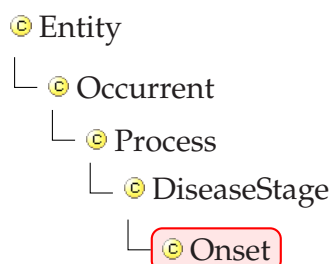 © Entity
© Occurrent
© Process
© DiseaseStage
© Onset